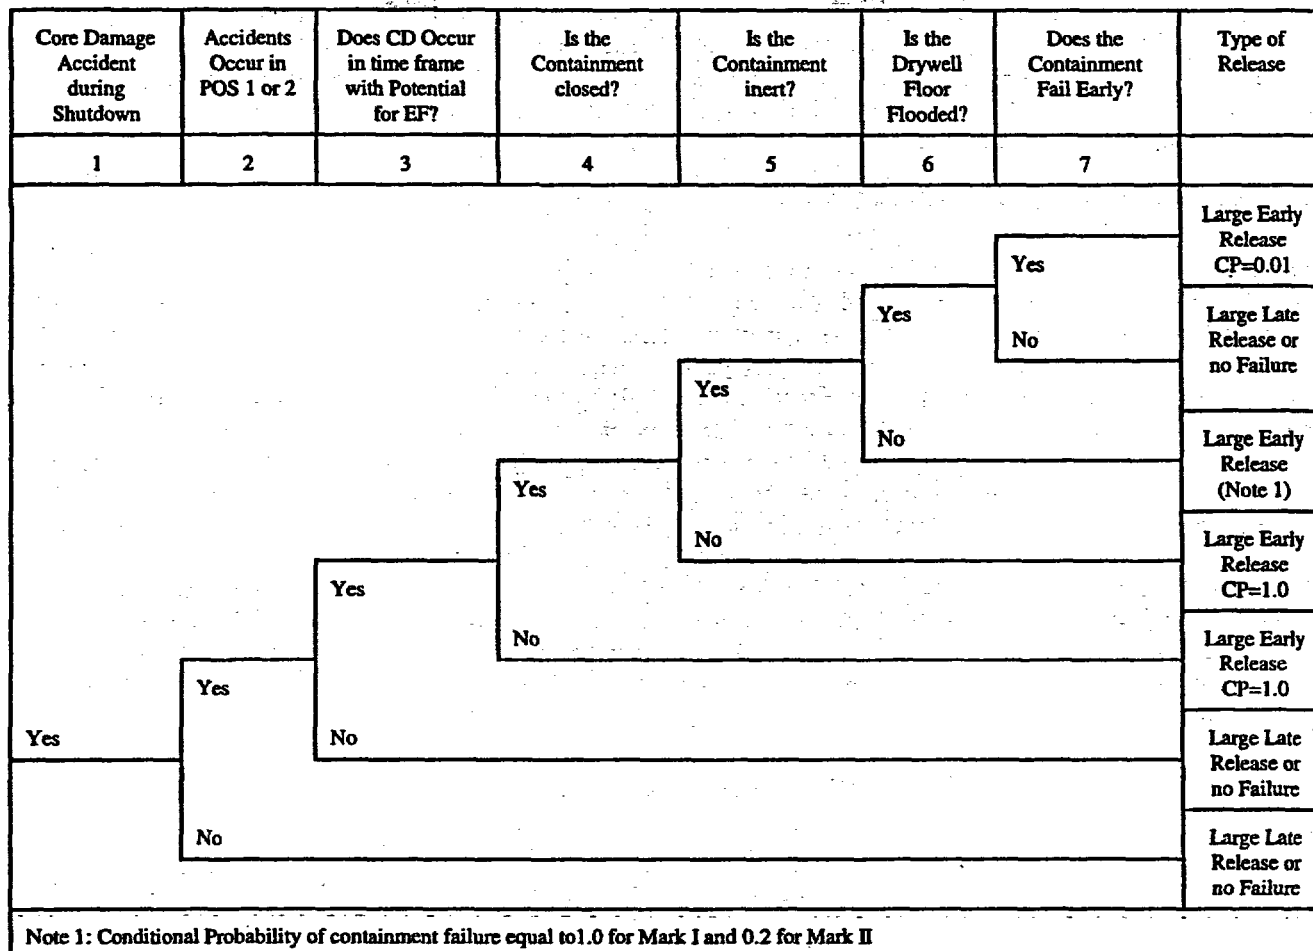 Core Damage
Accident
during
Shutdown
Accidents
Occur in
POS 1 or 2
Does CD Occur
in time frame
with Potential
for EF?
Is the
Containment
closed?
Is the
Containment
inert?
Is the
Drywell
Floor
Flooded?
Does the
Containment
Fail Early?
Type of
Release
1
2
3
4
5
6
7
Large Early
Release
CP=0.01
Yes
Yes
Large Late
Release or
no Failure
No
Yes
Large Early
Release
(Note 1)
No
Yes
Large Early
Release
CP=1.0
No
Yes
Large Early
Release
CP=1.0
No
Yes
Large Late
Release or
no Failure
Yes
No
Large Late
Release or
no Failure
No
Note 1: Conditional Probability of containment failure equal to1.0 for Mark I and 0.2 for Mark II